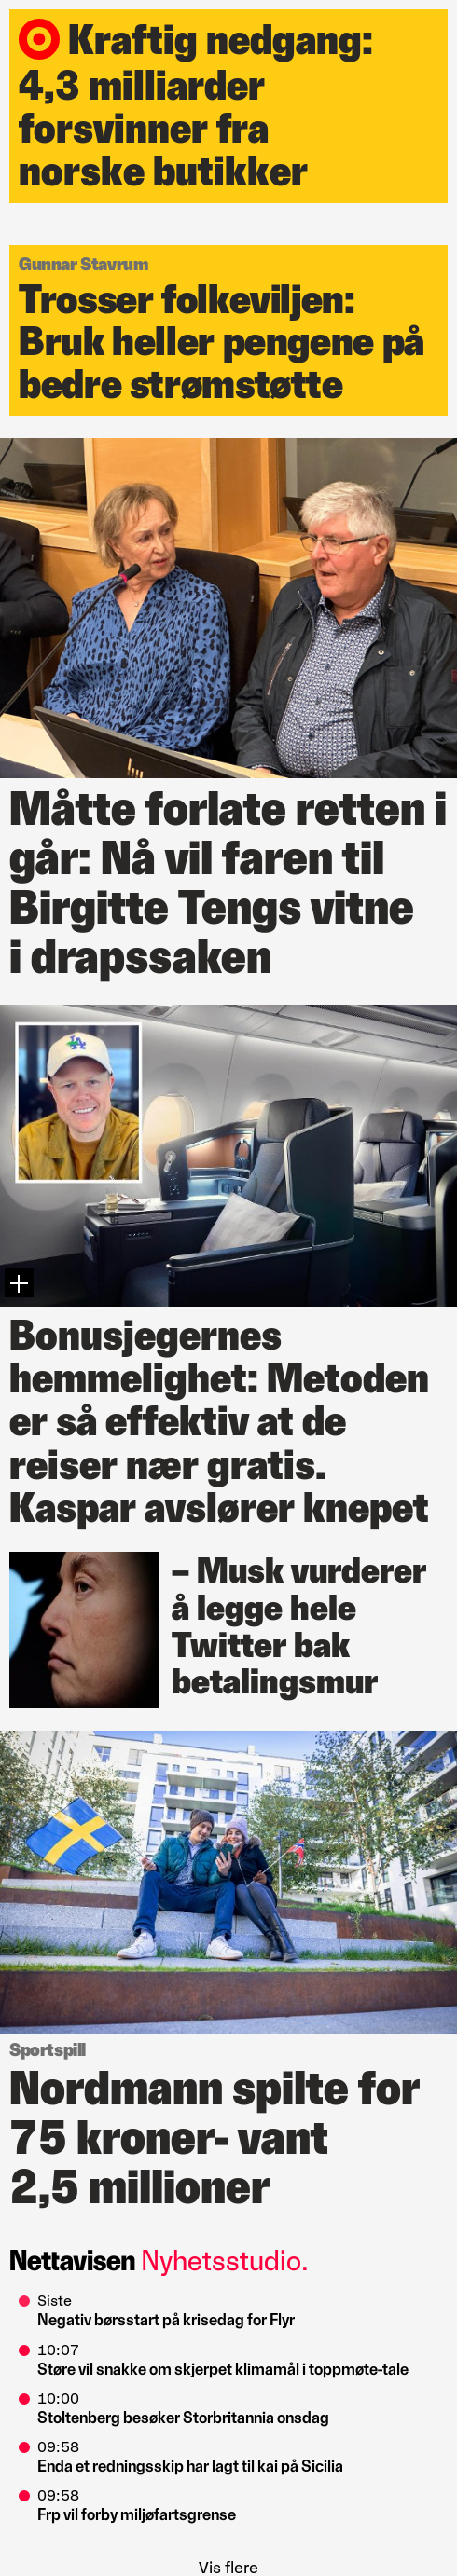 Kraftig nedgang:
4,3 milliarder
forsvinner fra
norske butikker
Gunnar Stavrum
Trosser folkeviljen:
Bruk heller pengene på
bedre strømstøtte
Måtte forlate retten i
går: Nå vil faren til
Birgitte Tengs vitne
i drapssaken
Bonusjegernes
hemmelighet: Metoden
er så effektiv at de
reiser nær gratis.
Kaspar avslører knepet
– Musk vurderer
å legge hele
Twitter bak
betalingsmur
Sportspill
Nordmann spilte for
75 kroner- vant
2,5 millioner
Nettavisen Nyhetsstudio.
Siste
Negativ børsstart på krisedag for Flyr
10:07
Støre vil snakke om skjerpet klimamål i toppmøte-tale
10:00
Stoltenberg besøker Storbritannia onsdag
09:58
Enda et redningsskip har lagt til kai på Sicilia
09:58
Frp vil forby miljøfartsgrense
Vis flere